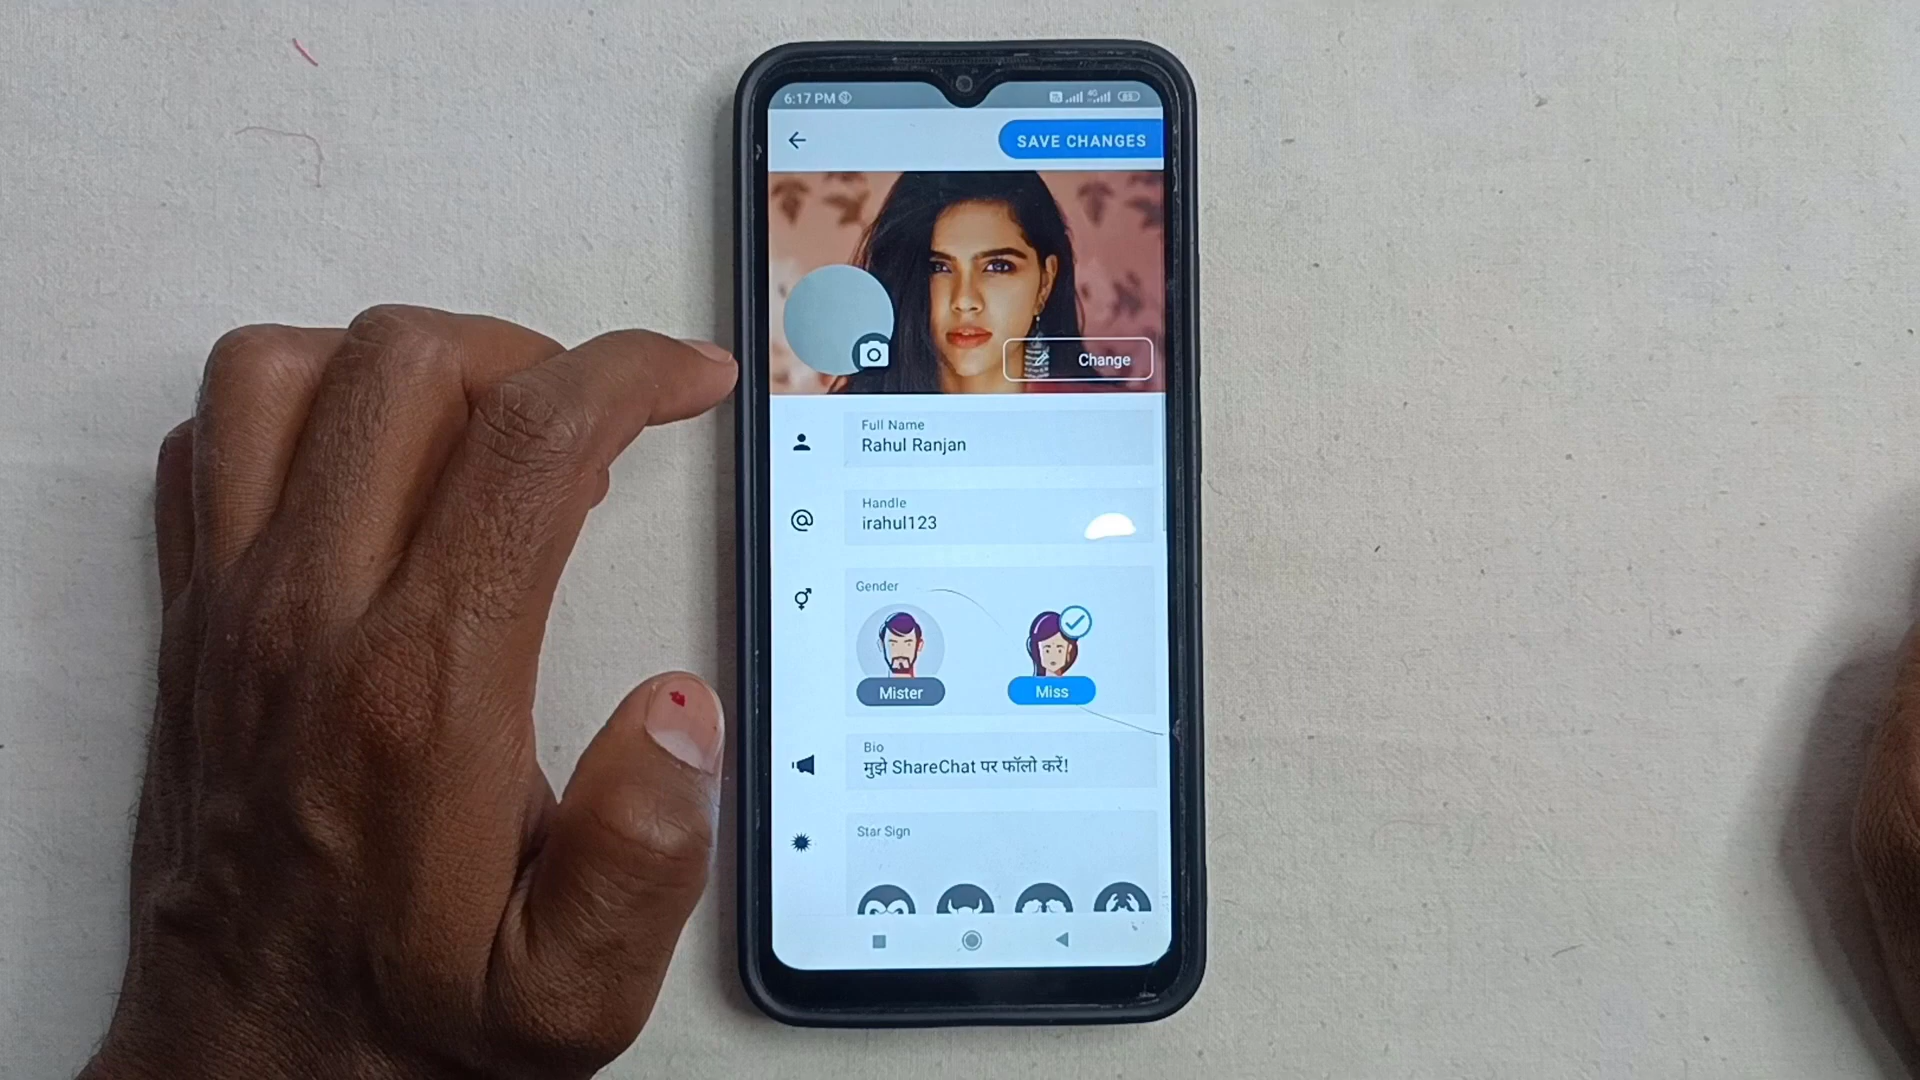 6:17 PM
SAVE CHANGES
Change
Full Name
Rahul Ranjan
Handle
irahul123
Gender
Mister
Miss
Bio
मुझे ShareChat पर फॉलो करें!
Star Sign